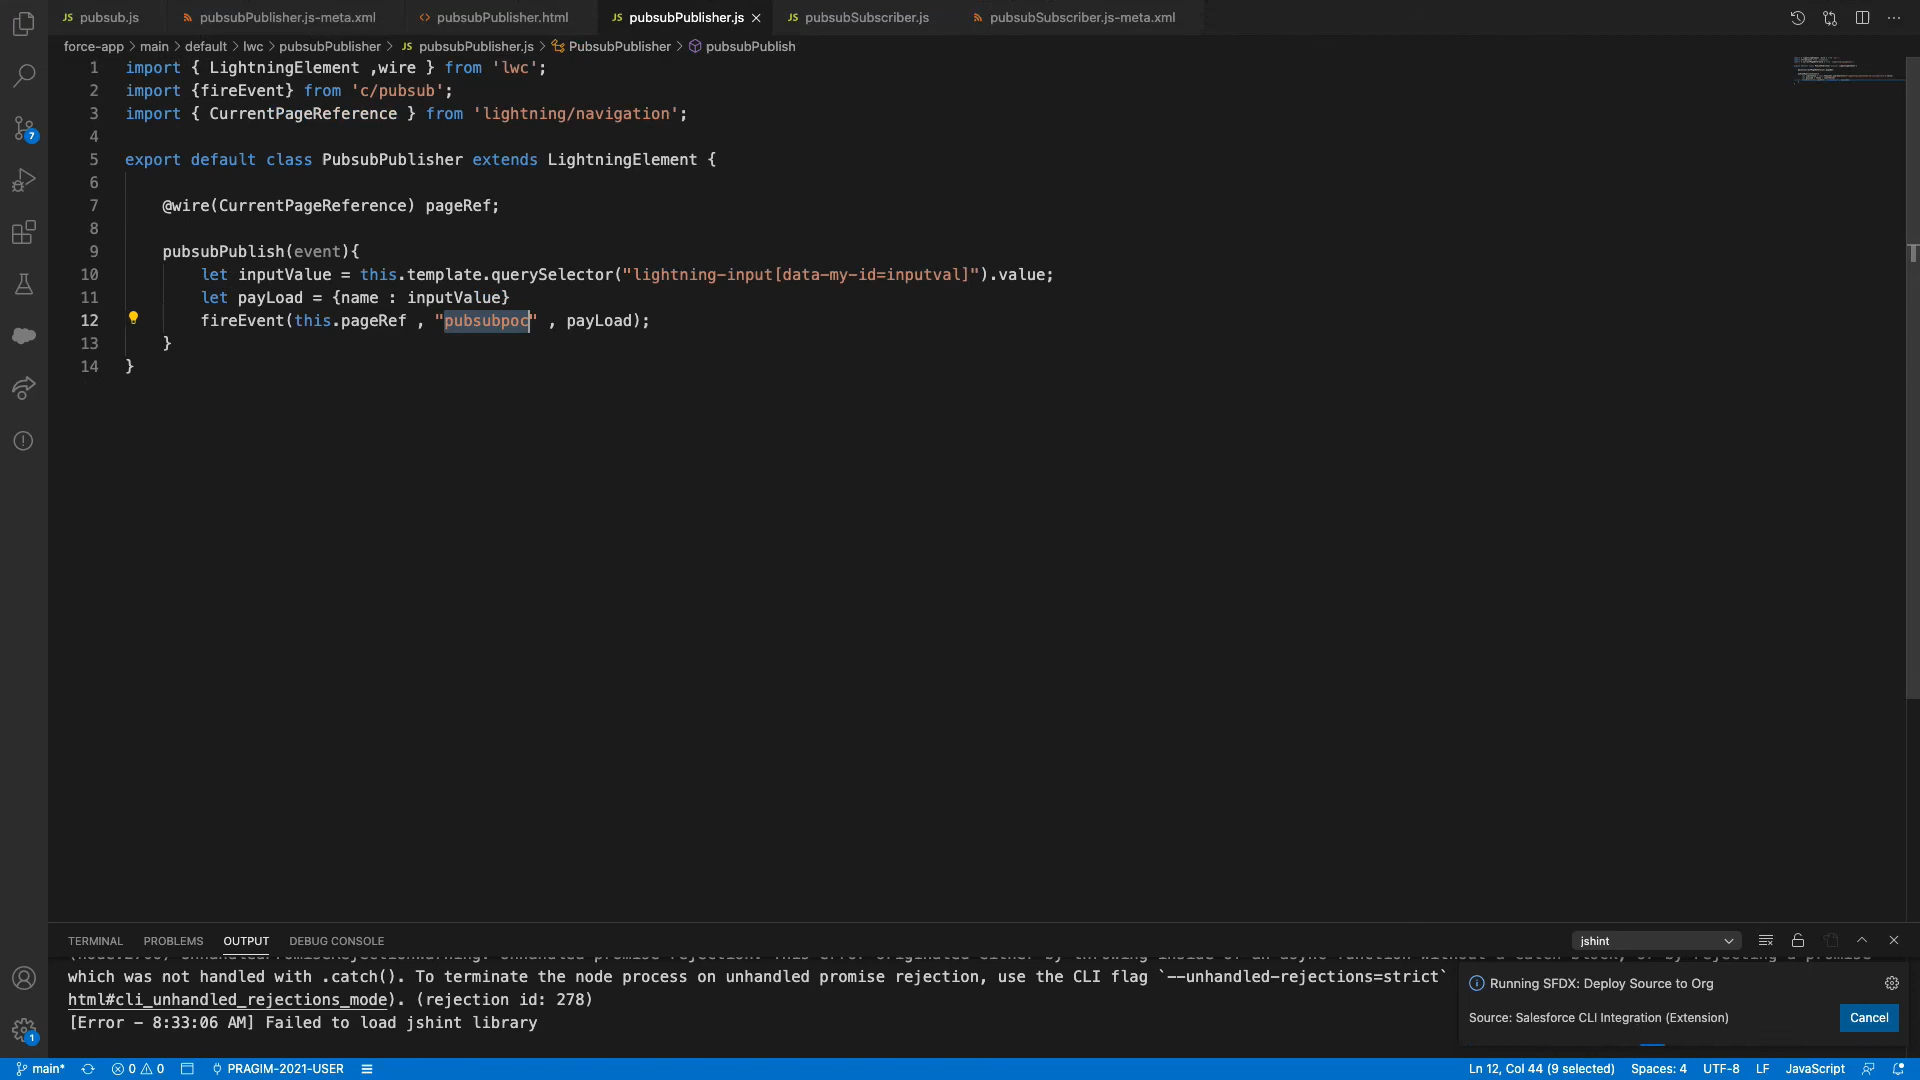 JS pubsub.js
pubsubPublisher.js-meta.xml
<> pubsubPublisher.html
JS pubsubPublisher.js
JS pubsubSubscriber.js
pubsubSubscriber.js-meta.xml
force-app > main > default > lwc > pubsubPublisher > JS pubsubPublisher.js > PubsubPublisher > pubsubPublish
1 import { LightningElement ,wire } from 'lwc';
2 import {fireEvent} from 'c/pubsub';
3 import { CurrentPageReference } from 'lightning/navigation';
4
5 export default class PubsubPublisher extends LightningElement {
6
7 @wire(CurrentPageReference) pageRef;
8
9 pubsubPublish(event){
10 let inputValue = this.template.querySelector("lightning-input[data-my-id=inputval]").value;
11 let payLoad = {name : inputValue}
12 fireEvent(this.pageRef , "pubsubpoc" , payLoad);
13 }
14 }
7
1
TERMINAL PROBLEMS OUTPUT DEBUG CONSOLE
jshint
which was not handled with .catch(). To terminate the node process on unhandled promise rejection, use the CLI flag `--unhandled-rejections=strict`
html#cli_unhandled_rejections_mode). (rejection id: 278)
[Error - 8:33:06 AM] Failed to load jshint library
Running SFDX: Deploy Source to Org
Source: Salesforce CLI Integration (Extension)
Cancel
main* 0 0 PRAGIM-2021-USER
Ln 12, Col 44 (9 selected) Spaces: 4 UTF-8 LF JavaScript